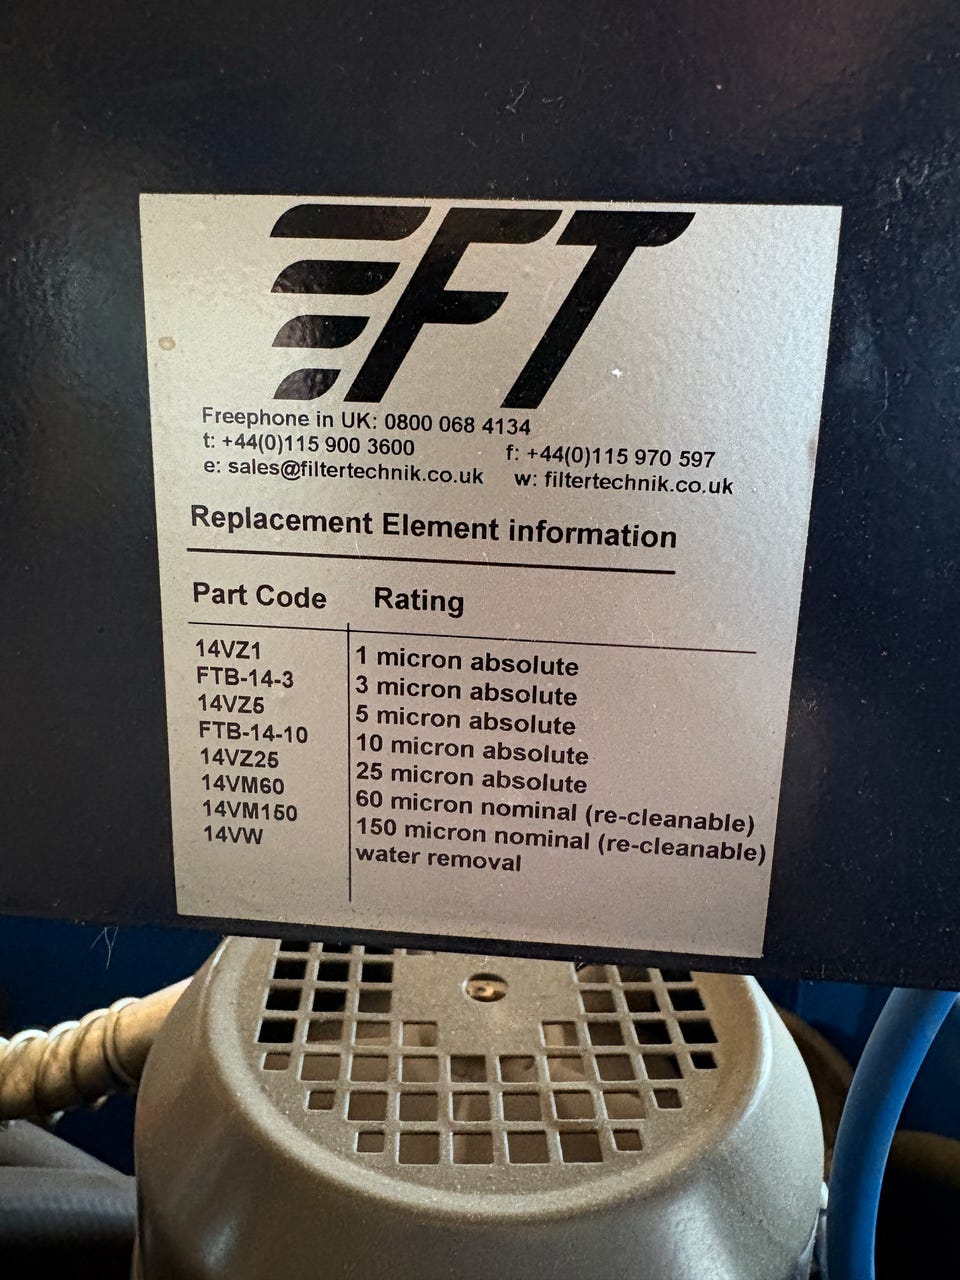 FT
Freephone in UK: 0800 068 4134
t: +44(0)115 900 3600 f: +44(0)115 970 597
e: sales@filtertechnik.co.uk w: filtertechnik.co.uk
Replacement Element information
Part Code Rating
14VZ1 1 micron absolute
FTB-14-3 3 micron absolute
14VZ5 5 micron absolute
FTB-14-10 10 micron absolute
14VZ25 25 micron absolute
14VM60 60 micron nominal (re-cleanable)
14VM150 150 micron nominal (re-cleanable)
14VW water removal